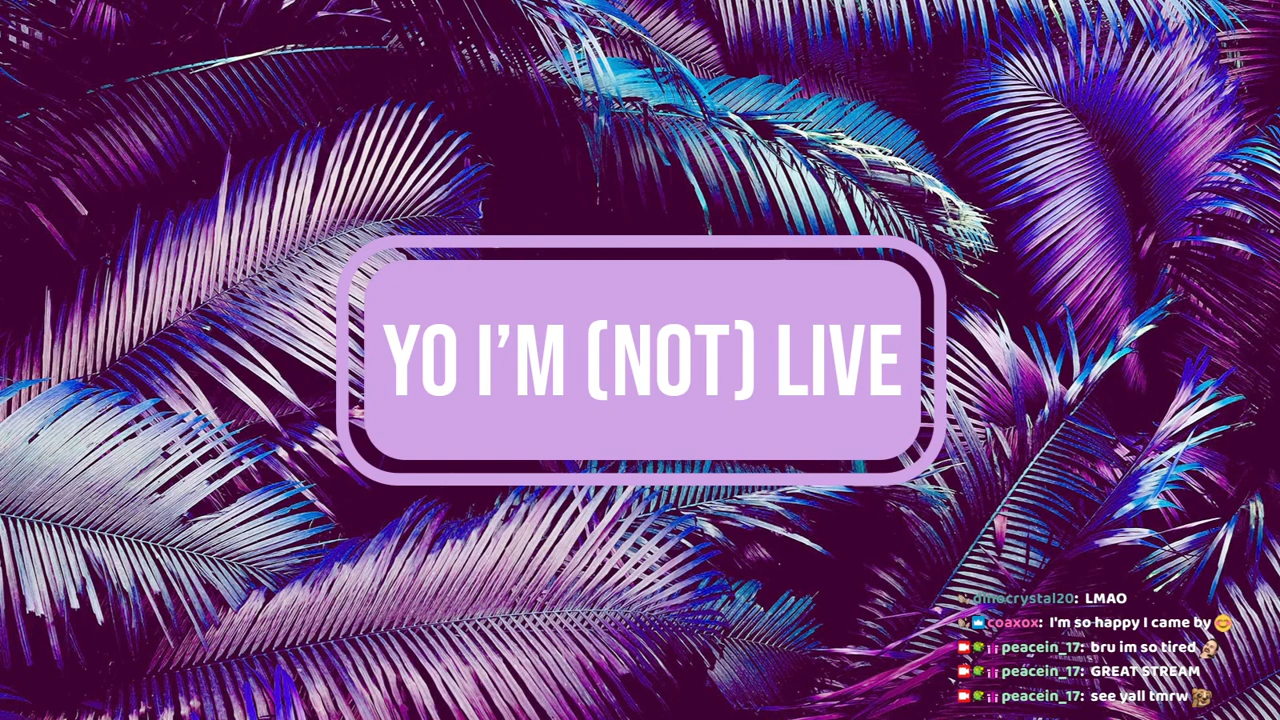 YO I’M (NOT) LIVE
dinocrystal20: LMAO
coaxox: I'm so happy I came by
peacein_17: bru im so tired
peacein_17: GREAT STREAM
peacein_17: see yall tmrw